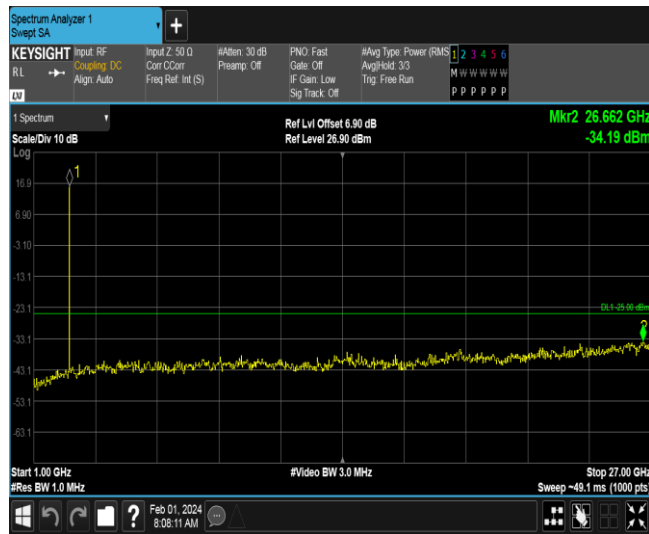 Spectrum Analyzer 1
Swept SA
+
KEYSIGHT
RL
LXI
Input: RF
Coupling: DC
Align: Auto
Input Z: 50 Ω
Corr CCorr
Freq Ref: Int (S)
#Atten: 30 dB
Preamp: Off
PNO: Fast
Gate: Off
IF Gain: Low
Sig Track: Off
#Avg Type: Power (RMS
Avg|Hold: 3/3
Trig: Free Run
1 2 3 4 5 6
M W W W W W
P P P P P P
1 Spectrum
Scale/Div 10 dB
Log
Ref Lvl Offset 6.90 dB
Ref Level 26.90 dBm
Mkr2 26.662 GHz
-34.19 dBm
1
16.9
6.90
-3.10
-13.1
-23.1
DL1 -25.00 dBm
2
-33.1
-43.1
-53.1
-63.1
Start 1.00 GHz
#Video BW 3.0 MHz
Stop 27.00 GHz
#Res BW 1.0 MHz
Sweep ~49.1 ms (1000 pts)
?
Feb 01, 2024
8:08:11 AM